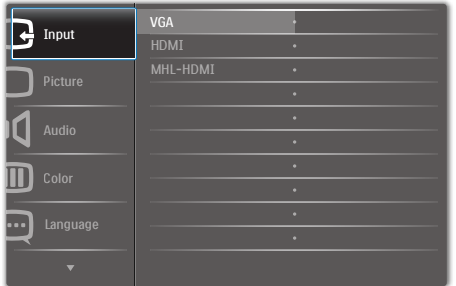 Input
Picture
Audio
Color
Language
VGA
HDMI
MHL-HDMI